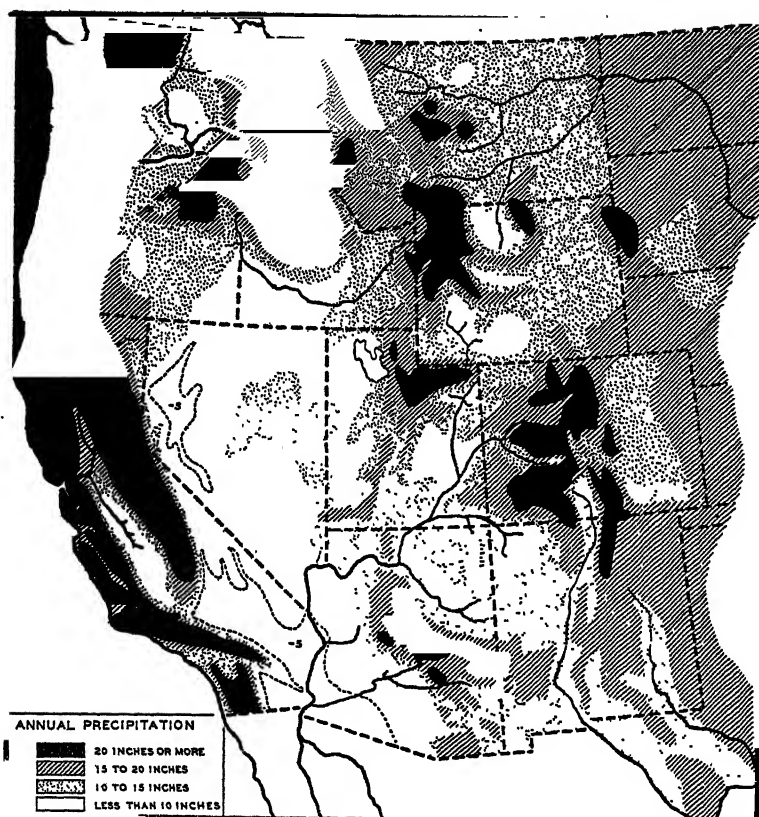 -5
-5
ANNUAL PRECIPITATION
20 INCHES OR MORE
15 TO 20 INCHES
10 TO 15 INCHES
LESS THAN 10 INCHES